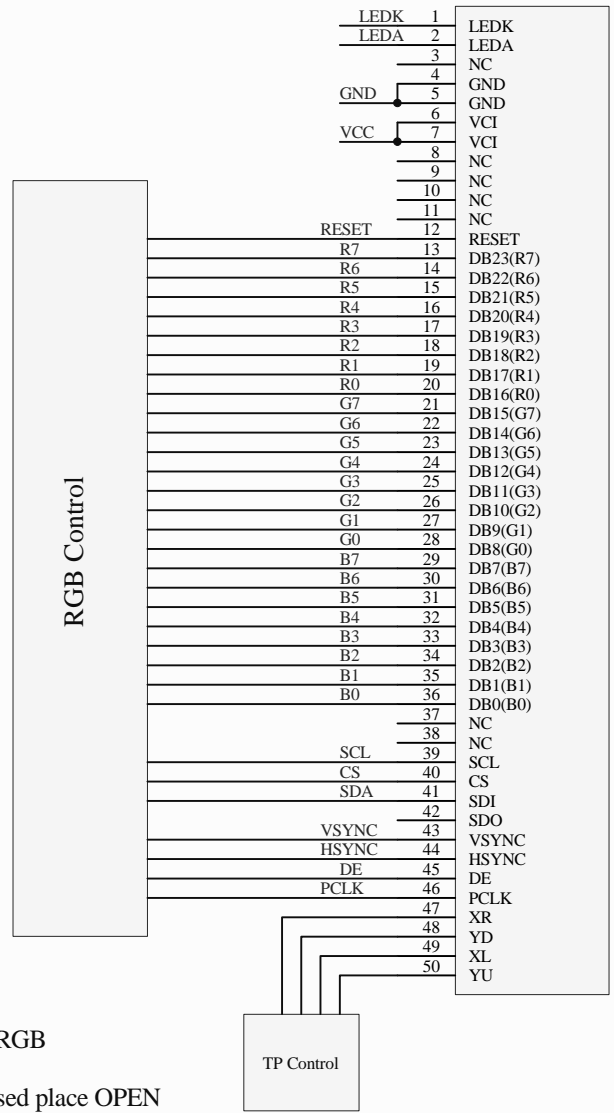 LEDK 1 LEDK
LEDA 2 LEDA
3 NC
4 GND
GND 5 GND
6 VCI
VCC 7 VCI
8 NC
9 NC
10 NC
11 NC
RESET 12 RESET
R7 13 DB23(R7)
R6 14 DB22(R6)
R5 15 DB21(R5)
R4 16 DB20(R4)
R3 17 DB19(R3)
R2 18 DB18(R2)
R1 19 DB17(R1)
R0 20 DB16(R0)
G7 21 DB15(G7)
G6 22 DB14(G6)
G5 23 DB13(G5)
G4 24 DB12(G4)
G3 25 DB11(G3)
G2 26 DB10(G2)
G1 27 DB9(G1)
G0 28 DB8(G0)
B7 29 DB7(B7)
B6 30 DB6(B6)
B5 31 DB5(B5)
B4 32 DB4(B4)
B3 33 DB3(B3)
B2 34 DB2(B2)
B1 35 DB1(B1)
B0 36 DB0(B0)
37 NC
38 NC
SCL 39 SCL
CS 40 CS
SDA 41 SDI
42 SDO
VSYNC 43 VSYNC
HSYNC 44 HSYNC
DE 45 DE
PCLK 46 PCLK
47 XR
48 YD
49 XL
50 YU
RGB Control
TP Control
RGB
sed place OPEN